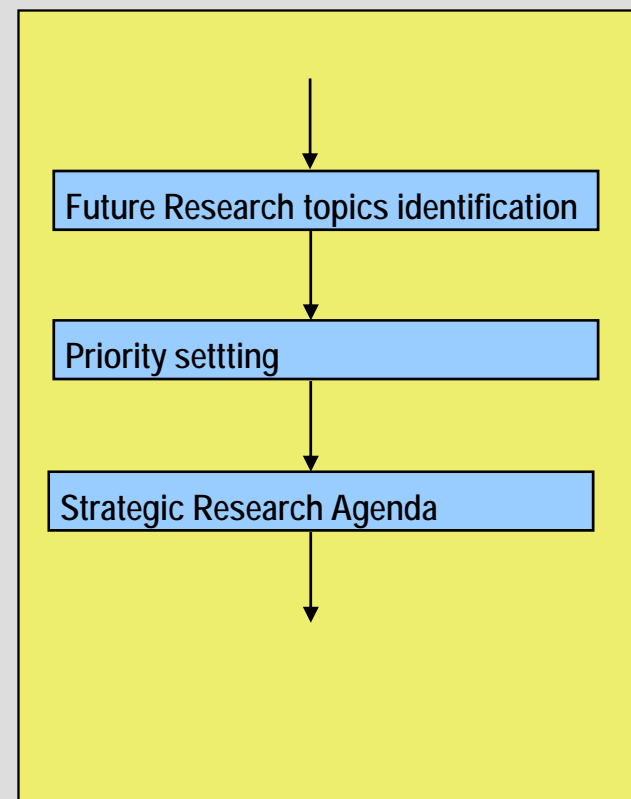 Future Research topics identification
Priority settting
Strategic Research Agenda